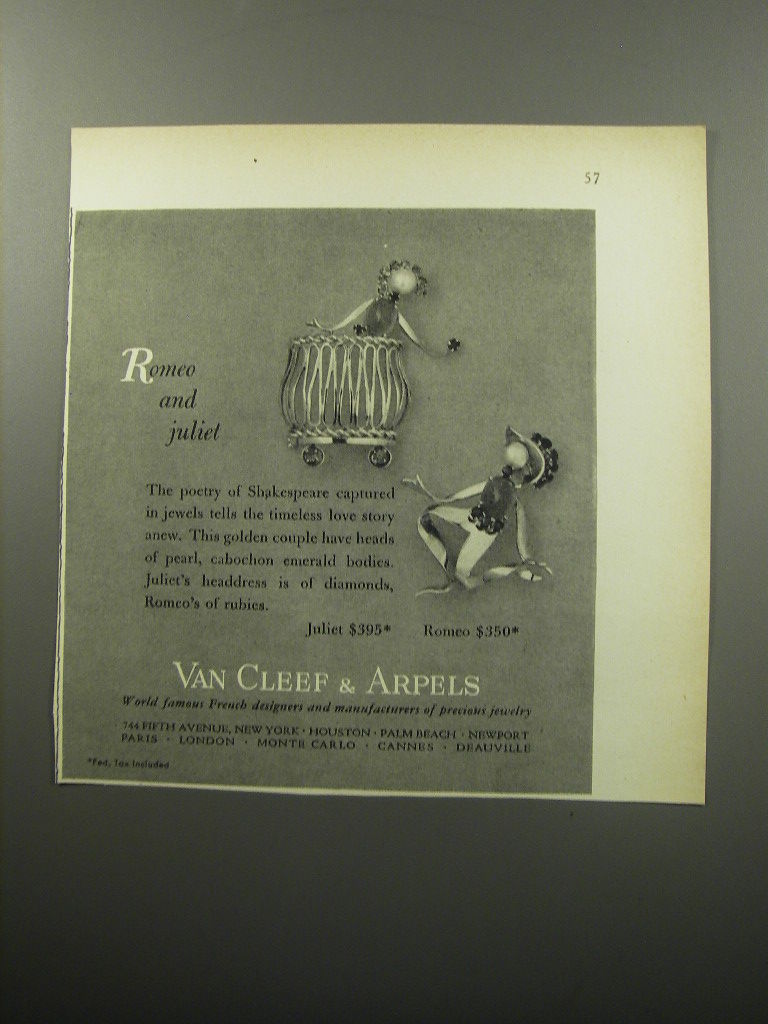 57
Romeo
and
juliet
The poetry of Shakespeare captured
in jewels tells the timeless love story
anew. This golden couple have heads
of pearl, cabochon emerald bodies.
Juliet's headdress is of diamonds,
Romeo's of rubies.
Juliet $395* Romeo $350*
VAN CLEEF & ARPELS
World famous French designers and manufacturers of precious jewelry
744 FIFTH AVENUE, NEW YORK · HOUSTON · PALM BEACH · NEWPORT
PARIS · LONDON · MONTE CARLO · CANNES · DEAUVILLE
*Fed. Tax Included